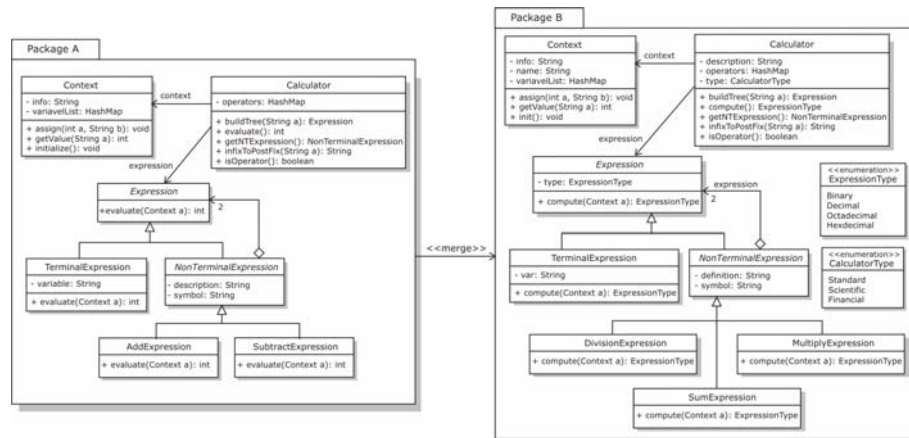 Package A
Context
- info: String
- variavelList: HashMap
+ assign(int a, String b): void
+ getValue(String a): int
+ initialize(): void
context
Calculator
- operators: HashMap
+ buildTree(String a): Expression
+ evaluate(): int
+ getNTExpression(): NonTerminalExpression
+ infixToPostFix(String a): String
+ isOperator(): boolean
expression
Expression
+evaluate(Context a): int
2
TerminalExpression
- variable: String
+ evaluate(Context a): int
NonTerminalExpression
- description: String
- symbol: String
AddExpression
+ evaluate(Context a): int
SubtractExpression
+ evaluate(Context a): int
<<merge>>
Package B
Context
- info: String
- name: String
- variavelList: HashMap
+ assign(int a, String b): void
+ getValue(String a): int
+ init(): void
context
Calculator
- description: String
- operators: HashMap
- type: CalculatorType
+ buildTree(String a): Expression
+ compute(): ExpressionType
+ getNTExpression(): NonTerminalExpression
+ infixToPostfix(String a): String
+ isOperator(): boolean
expression
Expression
- type: ExpressionType
+ compute(Context a): ExpressionType
expression
2
<<enumeration>>
ExpressionType
Binary
Decimal
Octadecimal
Hexdecimal
TerminalExpression
- var: String
+ compute(Context a): ExpressionType
NonTerminalExpression
- definition: String
- symbol: String
<<enumeration>>
CalculatorType
Standard
Scientific
Financial
DivisionExpression
+ compute(Context a): ExpressionType
MultiplyExpression
+ compute(Context a): ExpressionType
SumExpression
+ compute(Context a): ExpressionType